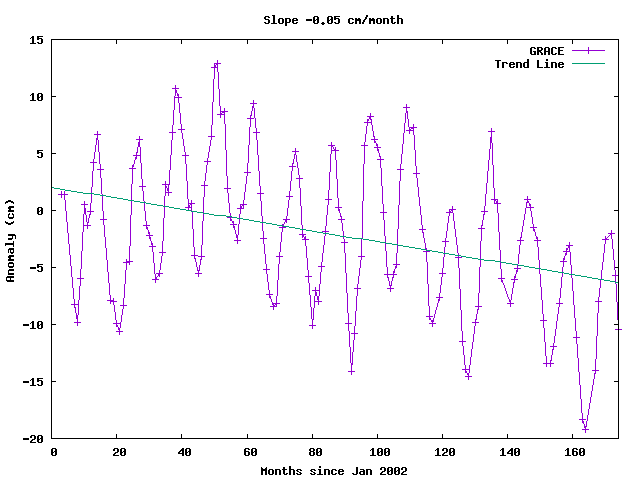 Slope -0.05 cm/month
GRACE
Trend Line
Anomaly (cm)
15
10
5
0
-5
-10
-15
-20
0 20 40 60 80 100 120 140 160
Months since Jan 2002